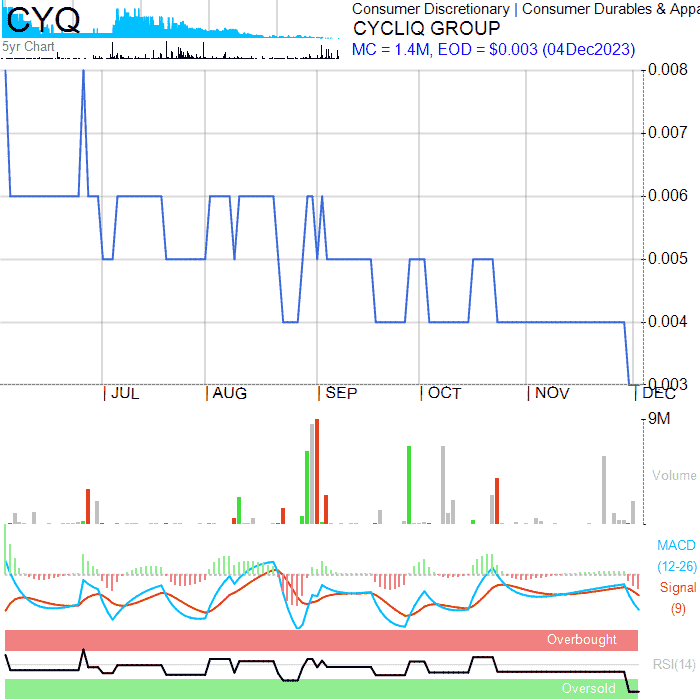 CYQ
5yr Chart
Consumer Discretionary | Consumer Durables & Appa
CYCLIQ GROUP
MC = 1.4M, EOD = $0.003 (04Dec2023)
0.008
0.007
0.006
0.005
0.004
0.003
JUL AUG SEP OCT NOV DEC
9M
Volume
MACD
(12-26)
Signal
(9)
Overbought
RSI(14)
Oversold